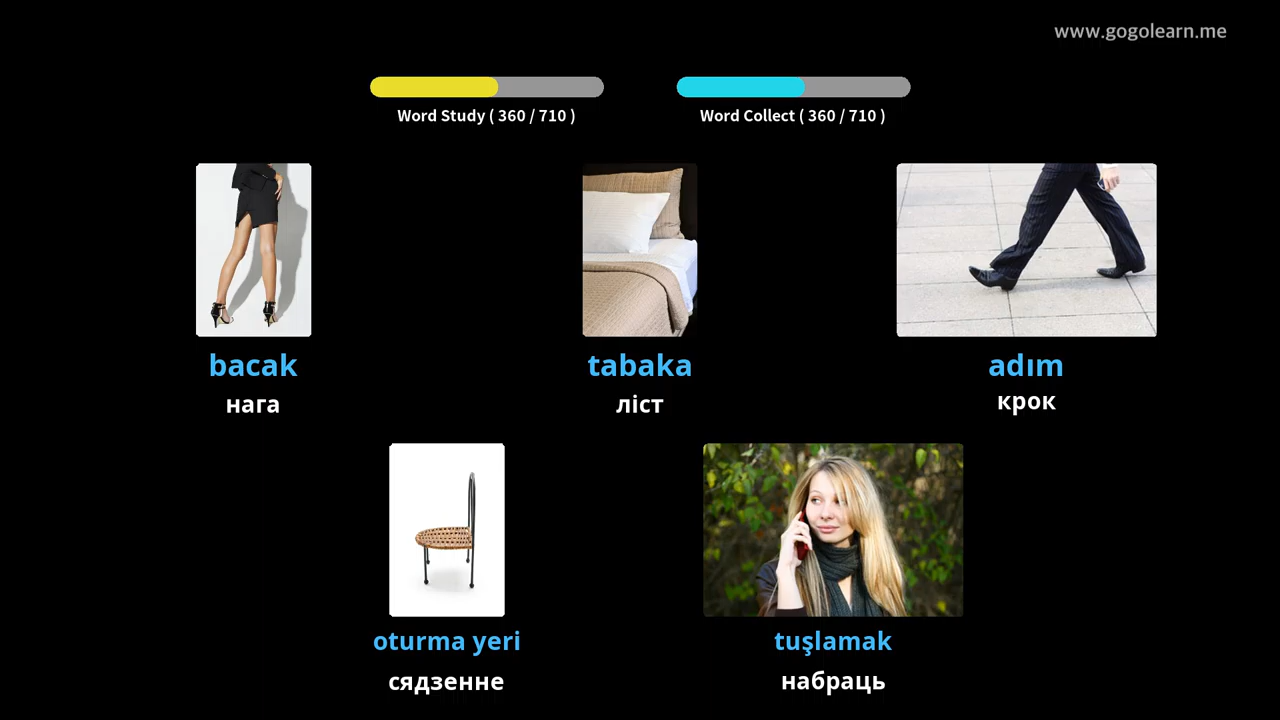 www.gogolearn.me
Word Study ( 360 / 710 )
Word Collect ( 360 / 710 )
bacak
нага
tabaka
ліст
adım
крок
oturma yeri
сядзенне
tuşlamak
набраць